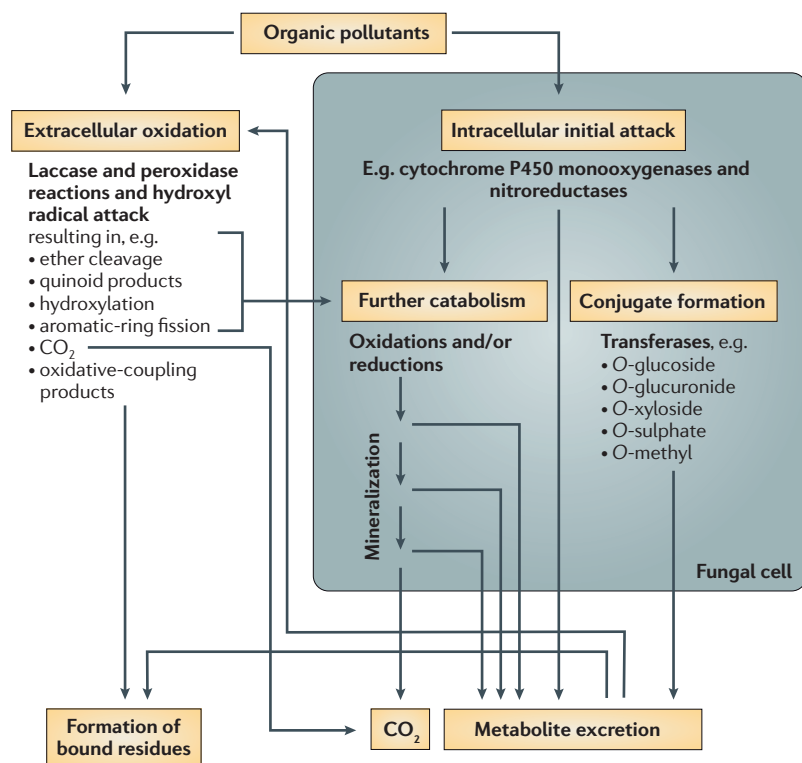 Organic pollutants
Extracellular oxidation
Laccase and peroxidase
reactions and hydroxyl
radical attack
resulting in, e.g.
• ether cleavage
• quinoid products
• hydroxylation
• aromatic-ring fission
• CO₂
• oxidative-coupling
products
Intracellular initial attack
E.g. cytochrome P450 monooxygenases and
nitroreductases
Further catabolism
Oxidations and/or
reductions
Mineralization
Conjugate formation
Transferases, e.g.
• O-glucoside
• O-glucuronide
• O-xyloside
• O-sulphate
• O-methyl
Fungal cell
Formation of
bound residues
CO₂
Metabolite excretion